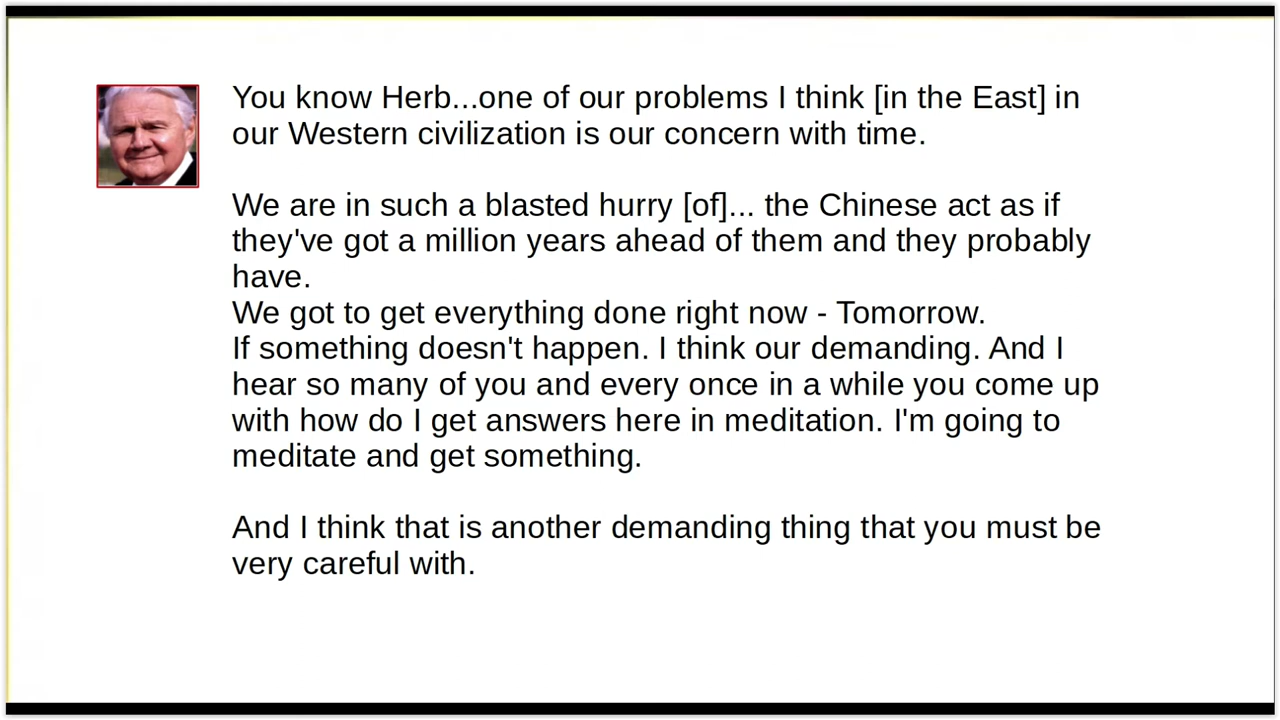 You know Herb...one of our problems I think [in the East] in
our Western civilization is our concern with time.
We are in such a blasted hurry [of]... the Chinese act as if
they've got a million years ahead of them and they probably
have.
We got to get everything done right now - Tomorrow.
If something doesn't happen. I think our demanding. And I
hear so many of you and every once in a while you come up
with how do I get answers here in meditation. I'm going to
meditate and get something.
And I think that is another demanding thing that you must be
very careful with.